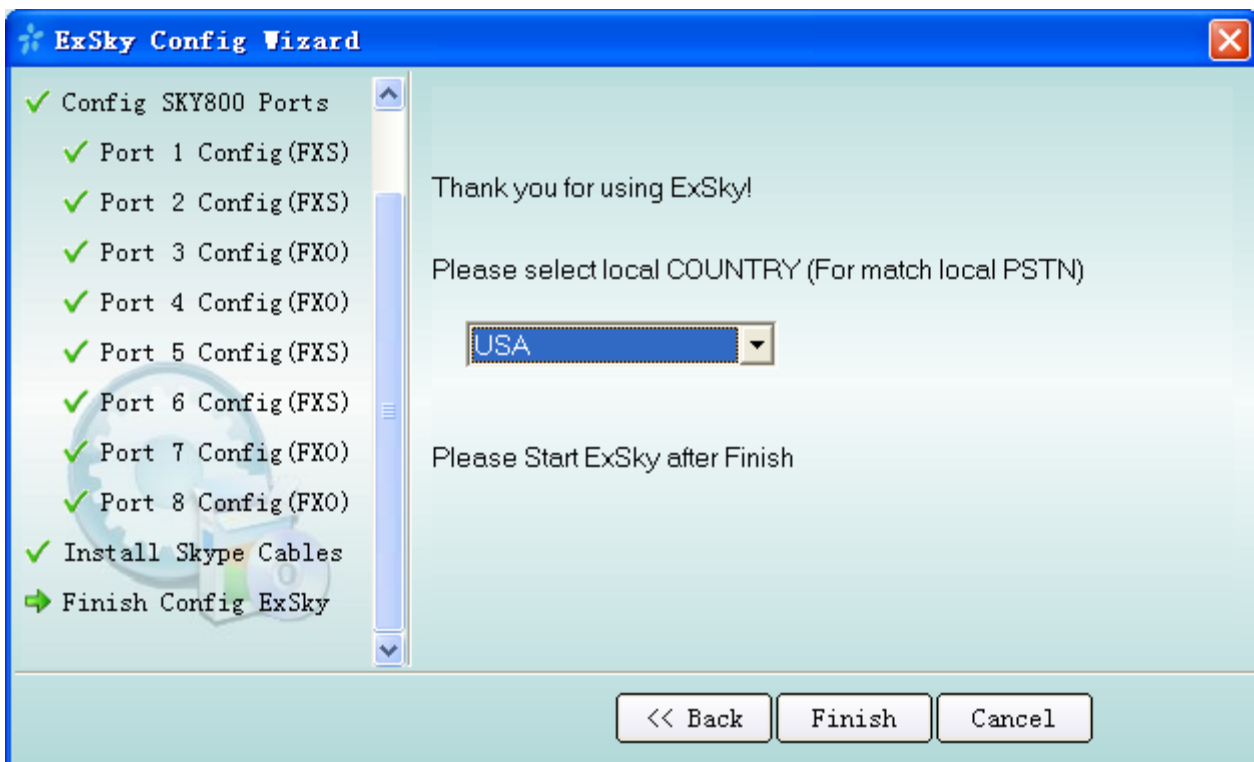 ExSky Config Wizard
Config SKY800 Ports
Port 1 Config(FXS)
Port 2 Config(FXS)
Port 3 Config(FXO)
Port 4 Config(FXO)
Port 5 Config(FXS)
Port 6 Config(FXS)
Port 7 Config(FXO)
Port 8 Config(FXO)
Install Skype Cables
Finish Config ExSky
Thank you for using ExSky!
Please select local COUNTRY (For match local PSTN)
USA
Please Start ExSky after Finish
<< Back
Finish
Cancel